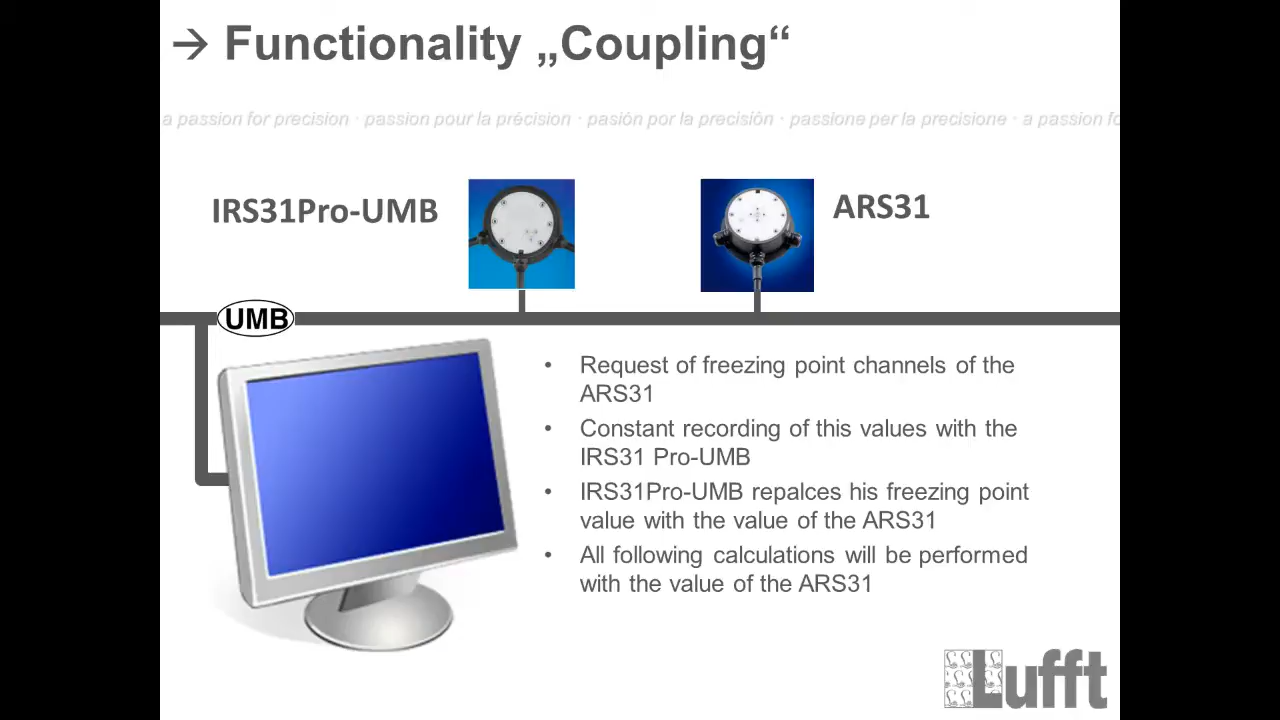 → Functionality „Coupling“
a passion for precision · passion pour la précision · pasión por la precisión · passione per la precisione · a passion fo
IRS31Pro-UMB
ARS31
UMB
• Request of freezing point channels of the
ARS31
• Constant recording of this values with the
IRS31 Pro-UMB
• IRS31Pro-UMB repalces his freezing point
value with the value of the ARS31
• All following calculations will be performed
with the value of the ARS31
Lufft